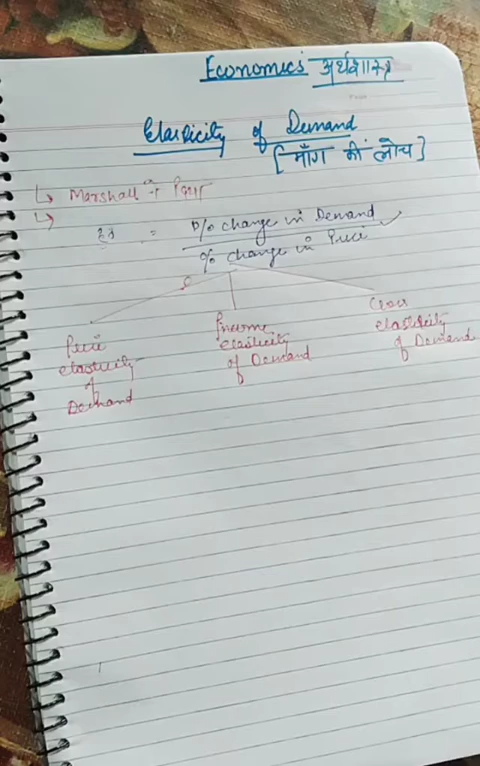 Economics अर्थशास्त्र
Elasticity of Demand
[माँग की लोच]
↳ Marshall ने दिया
↳
= % change in Demand
% change in Price
Price
elasticity
of
Demand
Income
elasticity
of Demand
Cross
elasticity
of Demand